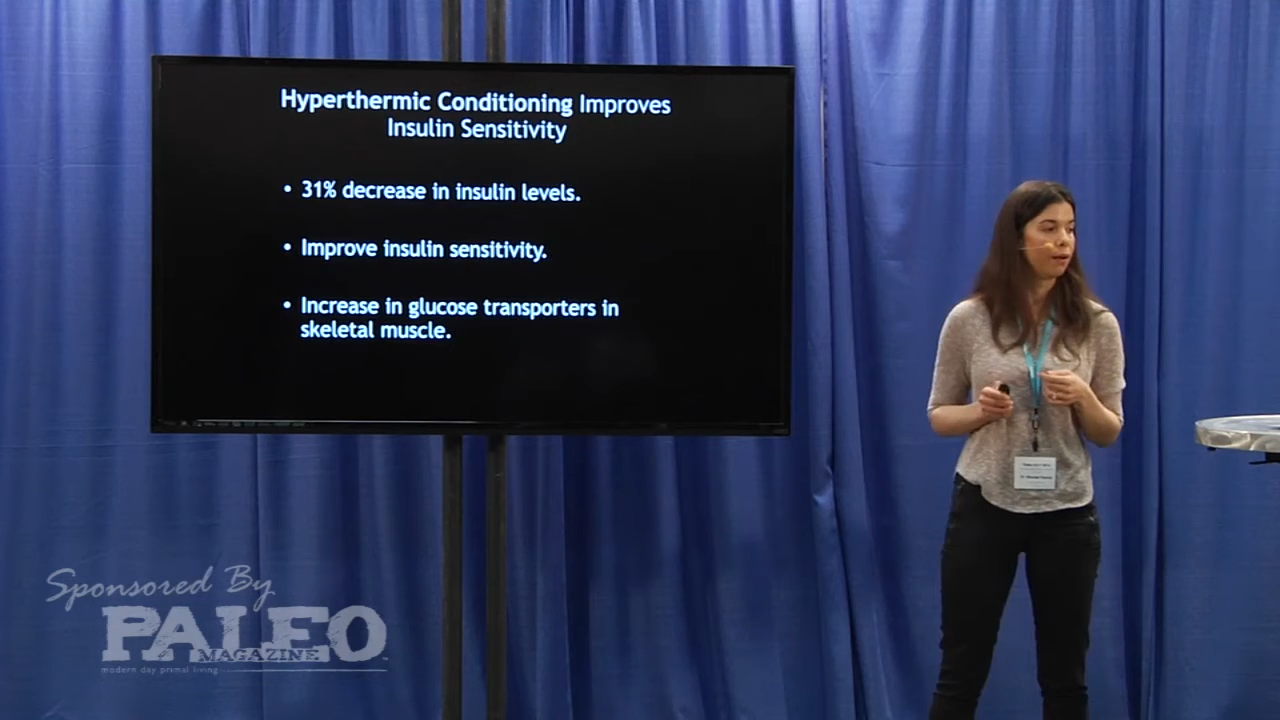 Hyperthermic Conditioning Improves
Insulin Sensitivity
• 31% decrease in insulin levels.
• Improve insulin sensitivity.
• Increase in glucose transporters in
skeletal muscle.
Sponsored By
PALEO
MAGAZINE
modern day primal living